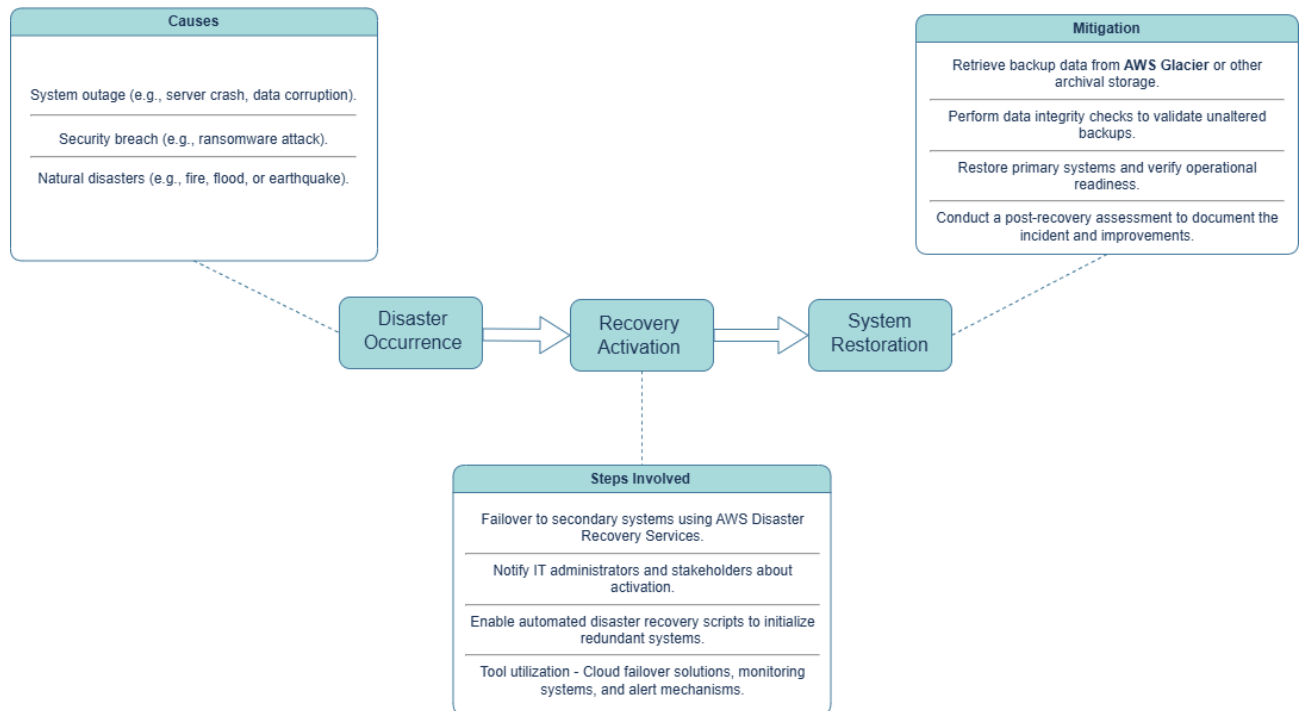 Causes
System outage (e.g., server crash, data corruption).
Security breach (e.g., ransomware attack).
Natural disasters (e.g., fire, flood, or earthquake).
Mitigation
Retrieve backup data from AWS Glacier or other
archival storage.
Perform data integrity checks to validate unaltered
backups.
Restore primary systems and verify operational
readiness.
Conduct a post-recovery assessment to document the
incident and improvements.
Disaster
Occurrence
Recovery
Activation
System
Restoration
Steps Involved
Failover to secondary systems using AWS Disaster
Recovery Services.
Notify IT administrators and stakeholders about
activation.
Enable automated disaster recovery scripts to initialize
redundant systems.
Tool utilization - Cloud failover solutions, monitoring
systems, and alert mechanisms.